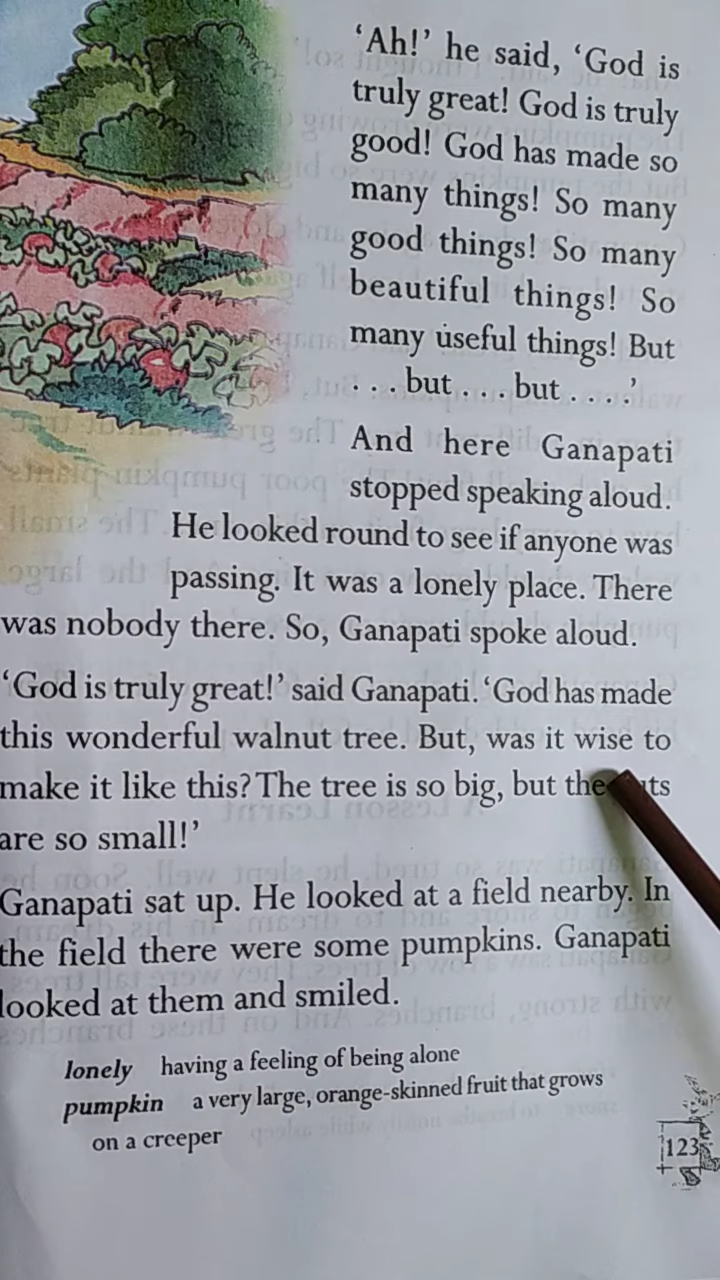 ‘Ah!’ he said, ‘God is
truly great! God is truly
good! God has made so
many things! So many
good things! So many
beautiful things! So
many useful things! But
. . . but . . . but . . . .’
And here Ganapati
stopped speaking aloud.
He looked round to see if anyone was
passing. It was a lonely place. There
was nobody there. So, Ganapati spoke aloud.
‘God is truly great!’ said Ganapati. ‘God has made
this wonderful walnut tree. But, was it wise to
make it like this? The tree is so big, but the
are so small!’
Ganapati sat up. He looked at a field nearby. In
the field there were some pumpkins. Ganapati
looked at them and smiled.
lonely having a feeling of being alone
pumpkin a very large, orange-skinned fruit that grows
on a creeper
123